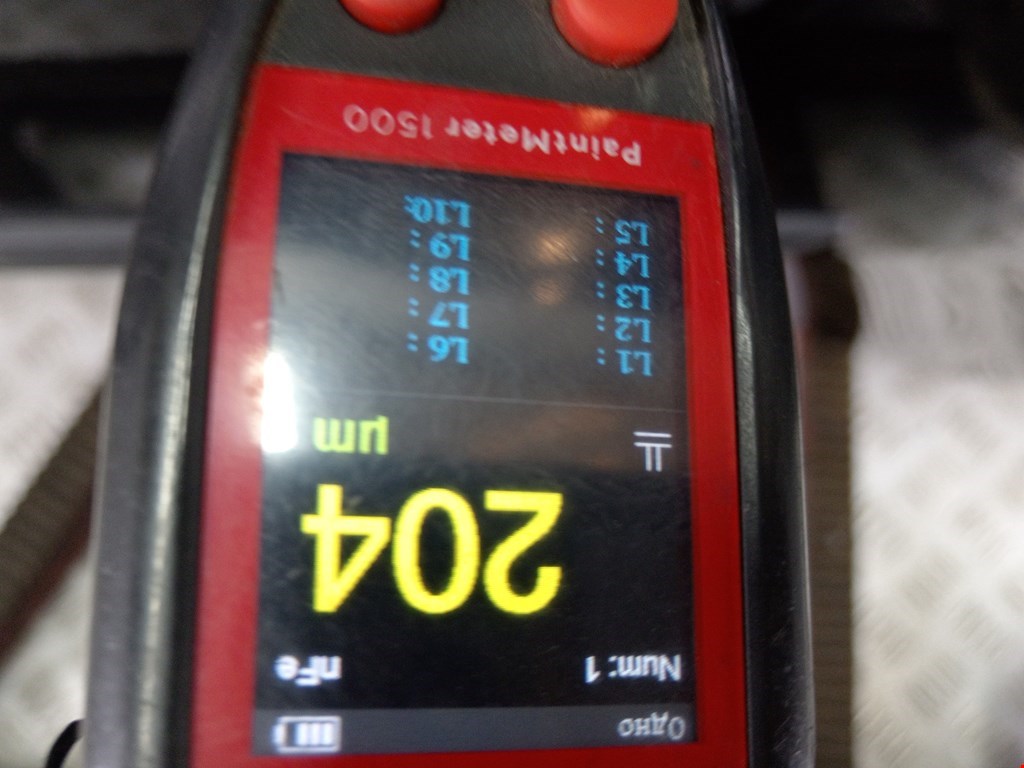 Одно
Num: 1 nFe
204
µm
L1 : L6 :
L2 : L7 :
L3 : L8 :
L4 : L9 :
L5 : L10:
PaintMeter 1500